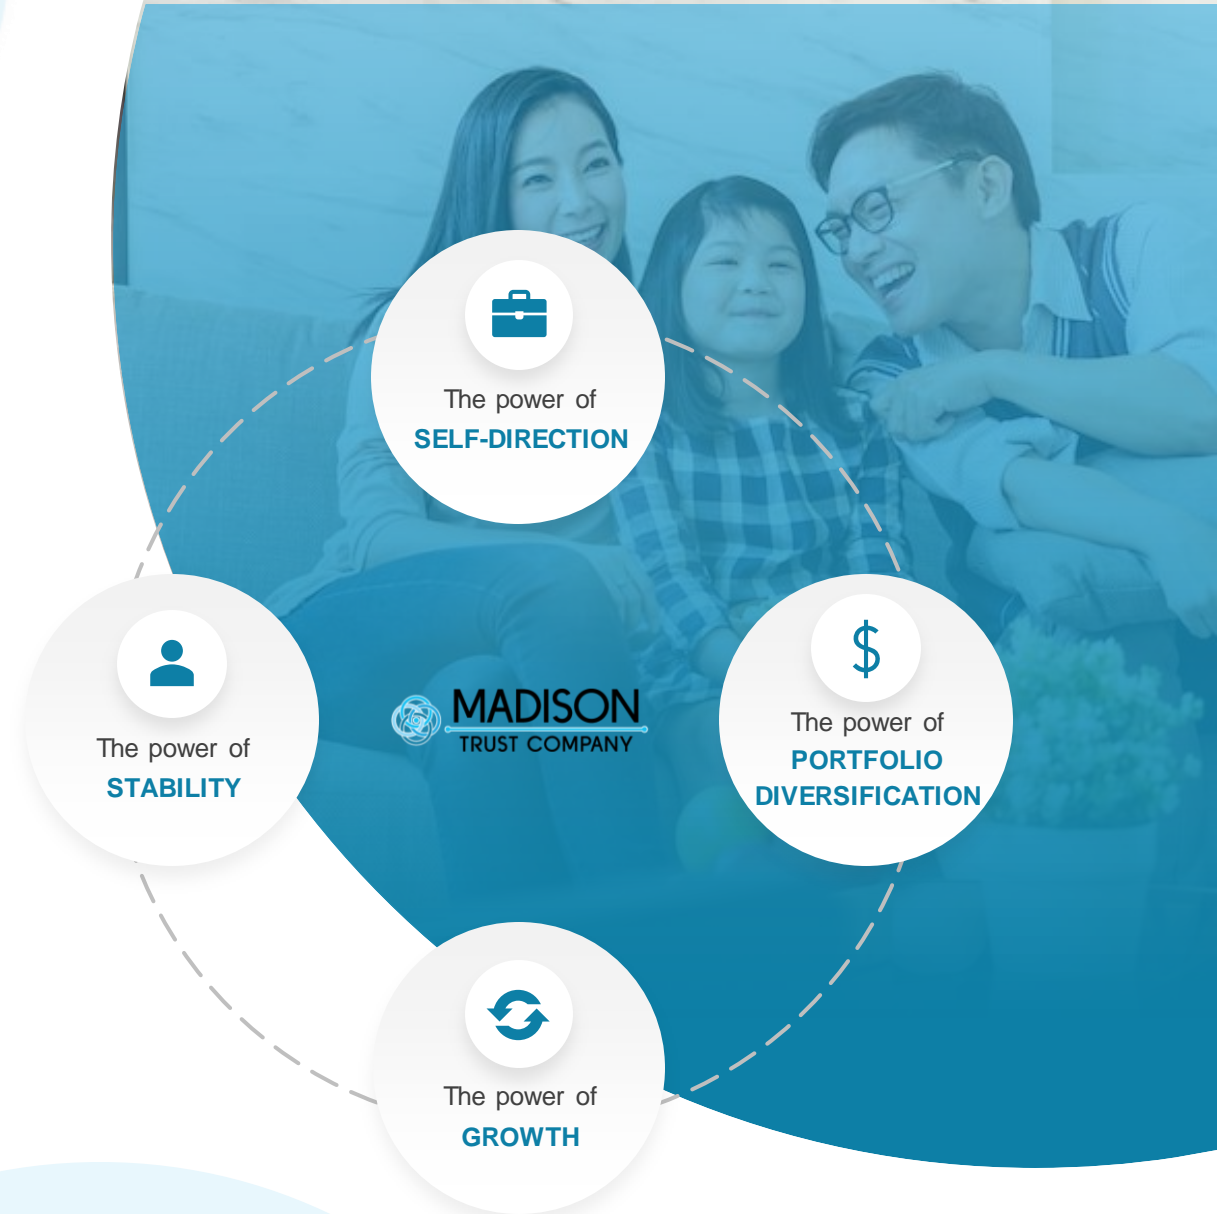 The power of
SELF-DIRECTION
The power of
STABILITY
MADISON
TRUST COMPANY
The power of
PORTFOLIO
DIVERSIFICATION
The power of
GROWTH